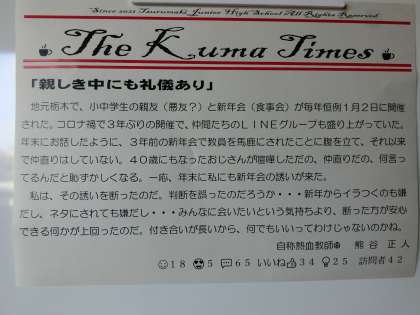 Since 2021 Tsurumaki Junior High School All Rights Reserved
The Kuma Times
「親しき中にも礼儀あり」
地元栃木で、小中学生の親友（悪友？）と新年会（食事会）が毎年恒例１月２日に開催
された。コロナ禍で３年ぶりの開催で、仲間たちのＬＩＮＥグループも盛り上がっていた。
年末にお話したように、３年前の新年会で教員を馬鹿にされたことに腹を立て、それ以来
で仲直りはしていない。４０歳にもなったおじさんが喧嘩しただの、仲直りだの、何言っ
てるんだと恥ずかしくなる。一応、年末に私にも新年会の誘いが来た。
私は、その誘いを断ったのだ。判断を誤ったのだろうか・・・新年からイラつくのも嫌
だし、ネタにされても嫌だし・・・みんなに会いたいという気持ちより、断った方が安心
できる何かが上回ったのだ。付き合いが長いから、何でもいいってわけじゃないのかね。
自称熱血教師 熊谷 正人
18 5 65 いいね 34 25 訪問者４２